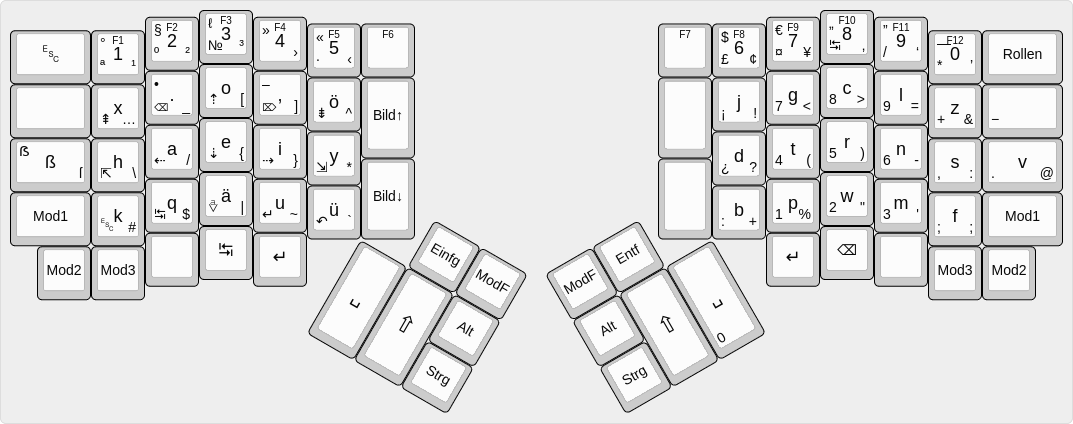 ᴱSC
° F1 1 ª ₁
§ F2 2 º ₂
ℓ F3 3 № ₃
» F4 4 ›
« F5 5 · ‹
F6
F7
$ F8 6 £ ¢
€ F9 7 ¤ ¥
„ F10 8 ↹ ‚
“ F11 9 / ‘
— F12 0 * ’
Rollen
x ⇞ …
• . ⌫ _
o ⇡ [
– , ⌦ ]
ö ⇟ ^
Bild↑
j ¡ !
g 7 <
c 8 >
l 9 =
z + &
−
ß ß ſ
h ⇱ \
a ⇠ /
e ⇣ {
i ⇢ }
y ⇲ *
d ¿ ?
t 4 (
r 5 )
n 6 -
s , :
v . @
Mod1
k ESC #
q ↹ $
ä |
u ↵ ~
ü ↶ `
Bild↓
b : +
p 1 %
w 2 "
m 3 '
f ; ;
Mod1
Mod2
Mod3
↹
↵
Einfg
ModF
ModF
Entf
↵
⌫
Mod3
Mod2
⇧
Alt
Strg
Alt
Strg
⇧
0